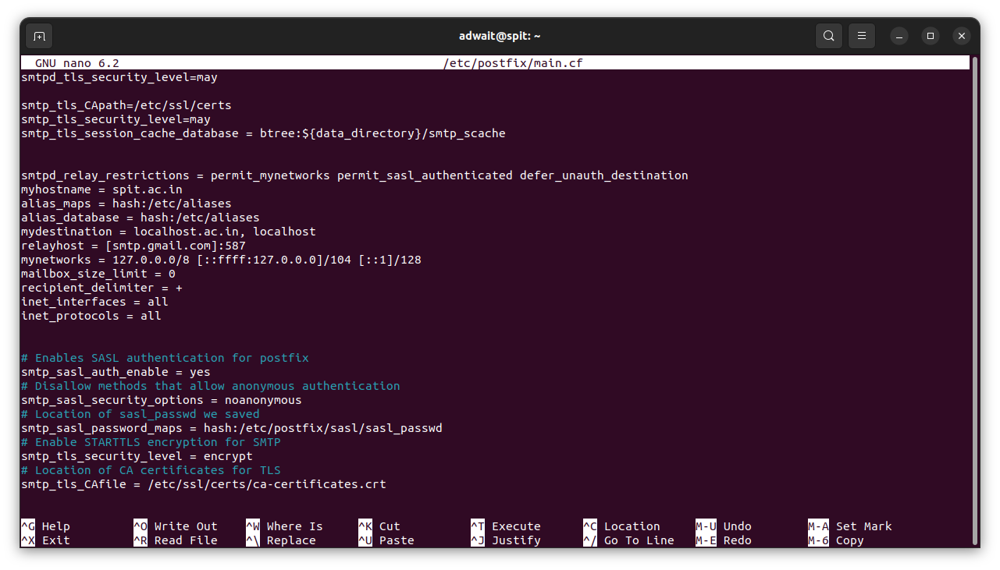 adwait@spit: ~
GNU nano 6.2 /etc/postfix/main.cf
smtpd_tls_security_level=may
smtp_tls_CApath=/etc/ssl/certs
smtp_tls_security_level=may
smtp_tls_session_cache_database = btree:${data_directory}/smtp_scache
smtpd_relay_restrictions = permit_mynetworks permit_sasl_authenticated defer_unauth_destination
myhostname = spit.ac.in
alias_maps = hash:/etc/aliases
alias_database = hash:/etc/aliases
mydestination = localhost.ac.in, localhost
relayhost = [smtp.gmail.com]:587
mynetworks = 127.0.0.0/8 [::ffff:127.0.0.0]/104 [::1]/128
mailbox_size_limit = 0
recipient_delimiter = +
inet_interfaces = all
inet_protocols = all
# Enables SASL authentication for postfix
smtp_sasl_auth_enable = yes
# Disallow methods that allow anonymous authentication
smtp_sasl_security_options = noanonymous
# Location of sasl_passwd we saved
smtp_sasl_password_maps = hash:/etc/postfix/sasl/sasl_passwd
# Enable STARTTLS encryption for SMTP
smtp_tls_security_level = encrypt
# Location of CA certificates for TLS
smtp_tls_CAfile = /etc/ssl/certs/ca-certificates.crt
^G Help ^O Write Out ^W Where Is ^K Cut ^T Execute ^C Location M-U Undo M-A Set Mark
^X Exit ^R Read File ^\ Replace ^U Paste ^J Justify ^/ Go To Line M-E Redo M-6 Copy